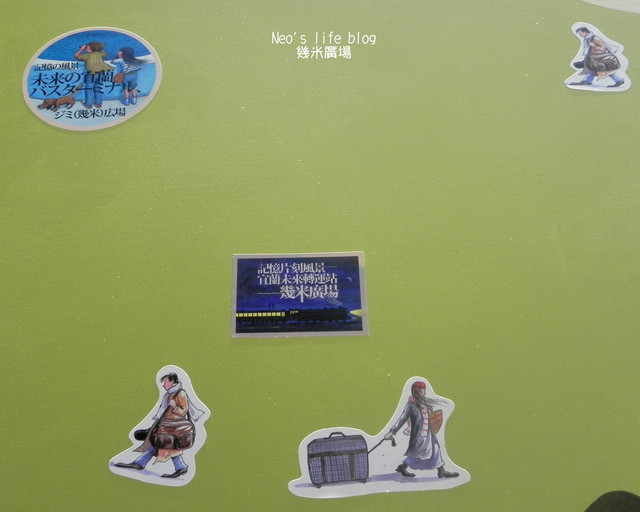 Neo's life blog
幾米廣場
記憶の風景
未来の宜蘭
バスターミナル、
ジミ(幾米)広場
記憶片刻風景—
宜蘭未來轉運站
——幾米廣場